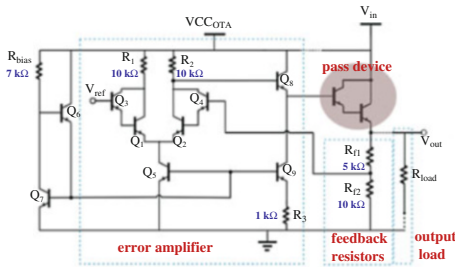 VCC_OTA
V_in
R_bias
7 kΩ
R_1
10 kΩ
R_2
10 kΩ
pass device
Q_8
V_ref
Q_3
Q_4
Q_6
Q_1
Q_2
V_out
R_f1
5 kΩ
R_load
Q_5
Q_9
R_f2
10 kΩ
Q_7
1 kΩ
R_3
error amplifier
feedback
resistors
output
load